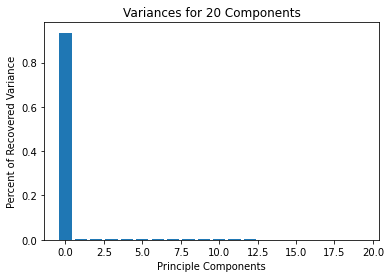 Variances for 20 Components
Percent of Recovered Variance
0.8
0.6
0.4
0.2
0.0
0.0 2.5 5.0 7.5 10.0 12.5 15.0 17.5 20.0
Principle Components